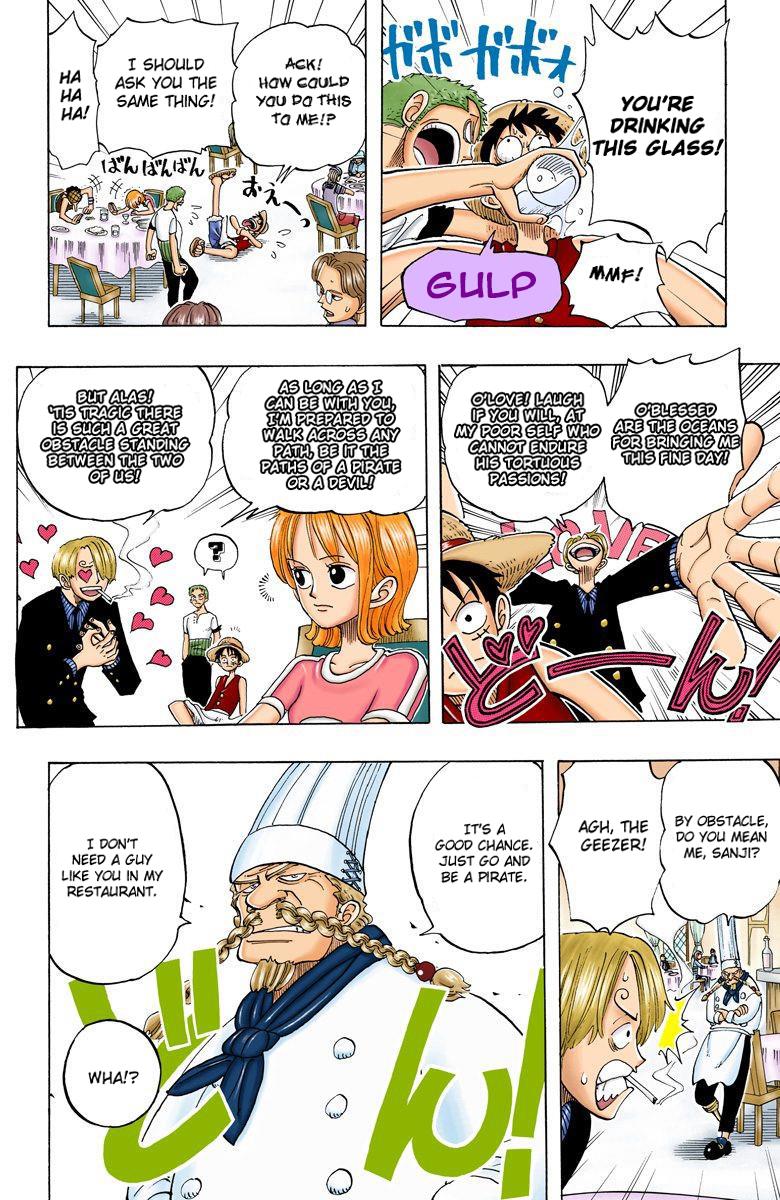 ガボガボォ
YOU'RE
DRINKING
THIS GLASS!
MMF!
GULP
ACK!
HOW COULD
YOU DO THIS
TO ME!?
I SHOULD
ASK YOU THE
SAME THING!
HA
HA
HA!
ばんばんばん
おえーっ
O'BLESSED
ARE THE OCEANS
FOR BRINGING ME
THIS FINE DAY!
O'LOVE! LAUGH
IF YOU WILL, AT
MY POOR SELF WHO
CANNOT ENDURE
HIS TORTUOUS
PASSIONS!
LOVE
どーん!
AS LONG AS I
CAN BE WITH YOU,
I'M PREPARED TO
WALK ACROSS ANY
PATH, BE IT THE
PATHS OF A PIRATE
OR A DEVIL!
BUT ALAS!
'TIS TRAGIC THERE
IS SUCH A GREAT
OBSTACLE STANDING
BETWEEN THE TWO
OF US!
?
BY OBSTACLE,
DO YOU MEAN
ME, SANJI?
AGH, THE
GEEZER!
IT'S A
GOOD CHANCE.
JUST GO AND
BE A PIRATE.
I DON'T
NEED A GUY
LIKE YOU IN MY
RESTAURANT.
WHA!?
どん!